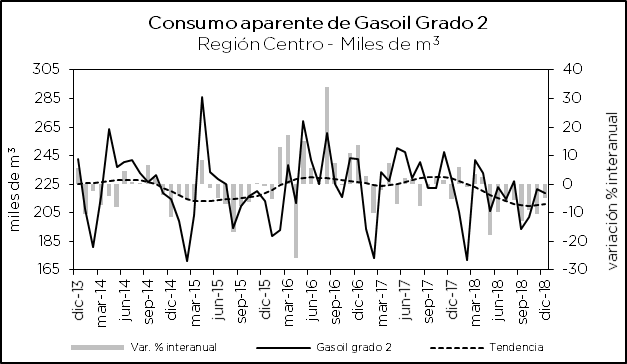 Consumo aparente de Gasoil Grado 2
Región Centro - Miles de m³
305
285
265
245
225
205
185
165
miles de m³
40
30
20
10
0
-10
-20
-30
variación % interanual
dic-13
mar-14
jun-14
sep-14
dic-14
mar-15
jun-15
sep-15
dic-15
mar-16
jun-16
sep-16
dic-16
mar-17
jun-17
sep-17
dic-17
mar-18
jun-18
sep-18
dic-18
Var. % interanual
Gasoil grado 2
Tendencia